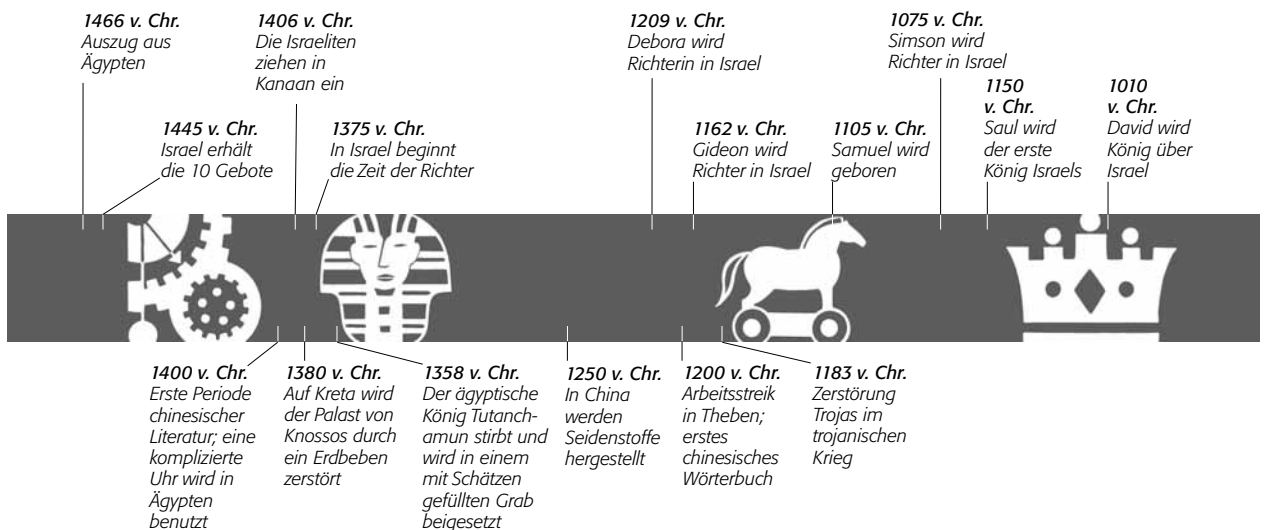 1466 v. Chr.
Auszug aus
Ägypten
1445 v. Chr.
Israel erhält
die 10 Gebote
1406 v. Chr.
Die Israeliten
ziehen in
Kanaan ein
1375 v. Chr.
In Israel beginnt
die Zeit der Richter
1209 v. Chr.
Debora wird
Richterin in Israel
1162 v. Chr.
Gideon wird
Richter in Israel
1105 v. Chr.
Samuel wird
geboren
1075 v. Chr.
Simson wird
Richter in Israel
1150
v. Chr.
Saul wird
der erste
König Israels
1010
v. Chr.
David wird
König über
Israel
1400 v. Chr.
Erste Periode
chinesischer
Literatur; eine
komplizierte
Uhr wird in
Ägypten
benutzt
1380 v. Chr.
Auf Kreta wird
der Palast von
Knossos durch
ein Erdbeben
zerstört
1358 v. Chr.
Der ägyptische
König Tutanch-
amun stirbt und
wird in einem
mit Schätzen
gefüllten Grab
beigesetzt
1250 v. Chr.
In China
werden
Seidenstoffe
hergestellt
1200 v. Chr.
Arbeitsstreik
in Theben;
erstes
chinesisches
Wörterbuch
1183 v. Chr.
Zerstörung
Trojas im
trojanischen
Krieg